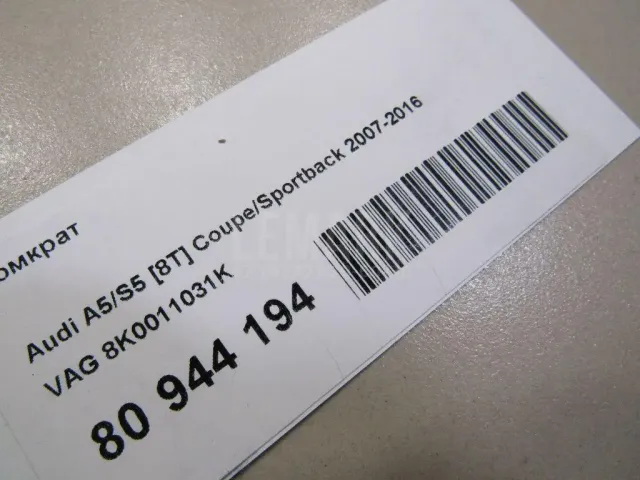 омкрат
Audi A5/S5 [8T] Coupe/Sportback 2007-2016
VAG 8K0011031K
80 944 194